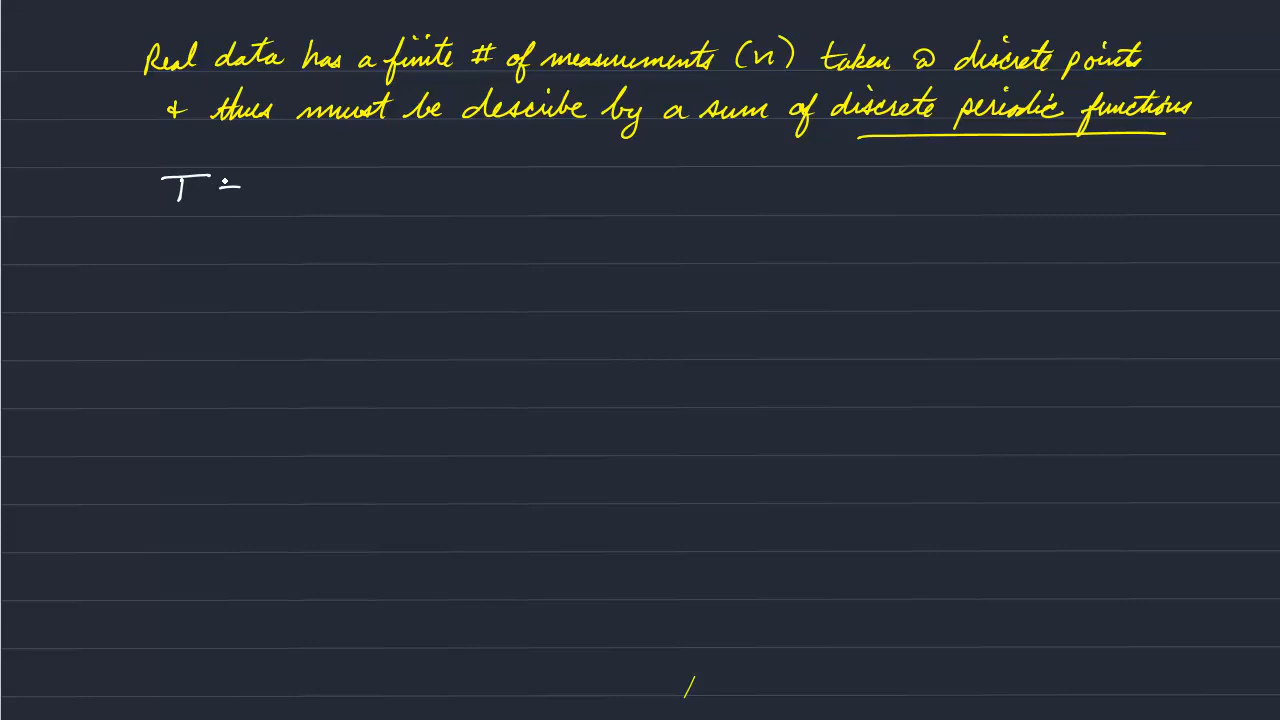 Real data has a finite # of measurements (n) taken @ discrete points
+ thus must be describe by a sum of discrete periodic functions
T ≐